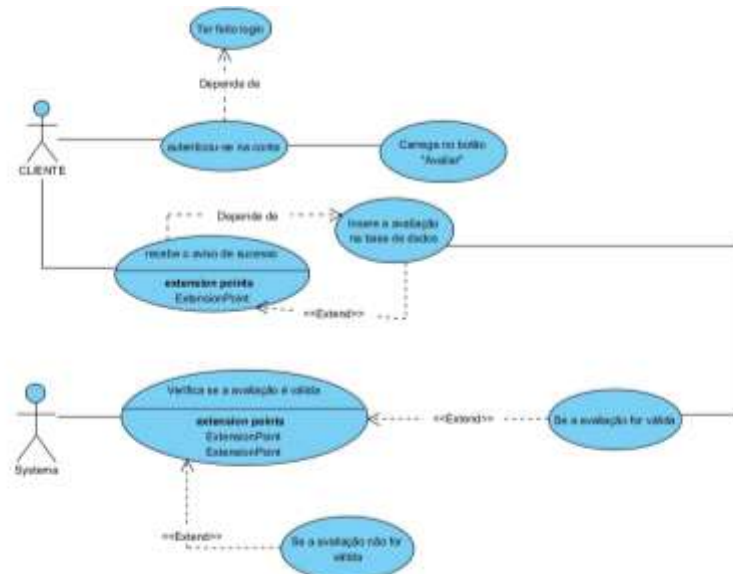 Ter feito login
Depende de
autenticou-se na conta
Carrega no botão
"Avaliar"
CLIENTE
Depende de
Insere a avaliação
na base de dados
recebe o aviso de sucesso
extension points
ExtensionPoint
<<Extend>>
Verifica se a avaliação é válida
extension points
ExtensionPoint
ExtensionPoint
<<Extend>>
Se a avaliação for válida
Systema
<<Extend>>
Se a avaliação não for
válida